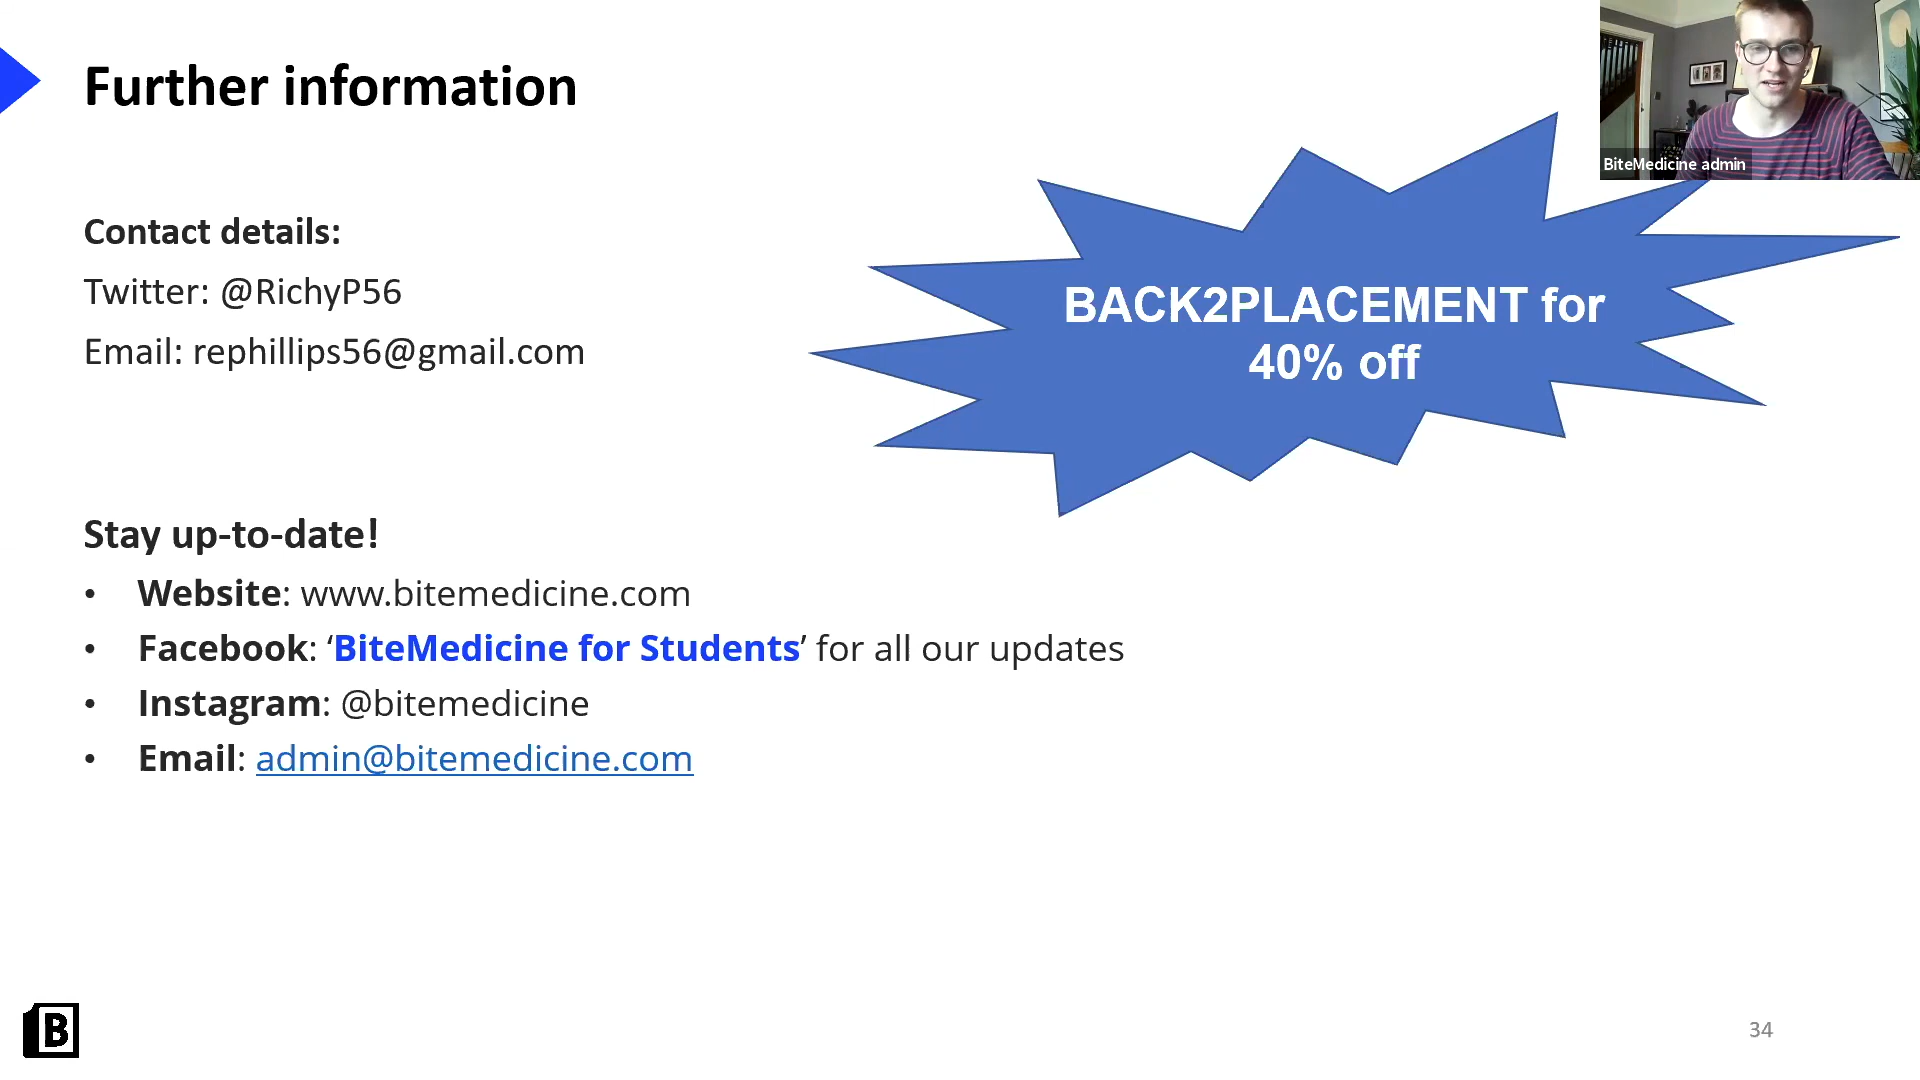 Further information
BiteMedicine admin
Contact details:
Twitter: @RichyP56
Email: rephillips56@gmail.com
BACK2PLACEMENT for
40% off
Stay up-to-date!
• Website: www.bitemedicine.com
• Facebook: ‘BiteMedicine for Students’ for all our updates
• Instagram: @bitemedicine
• Email: admin@bitemedicine.com
B
34